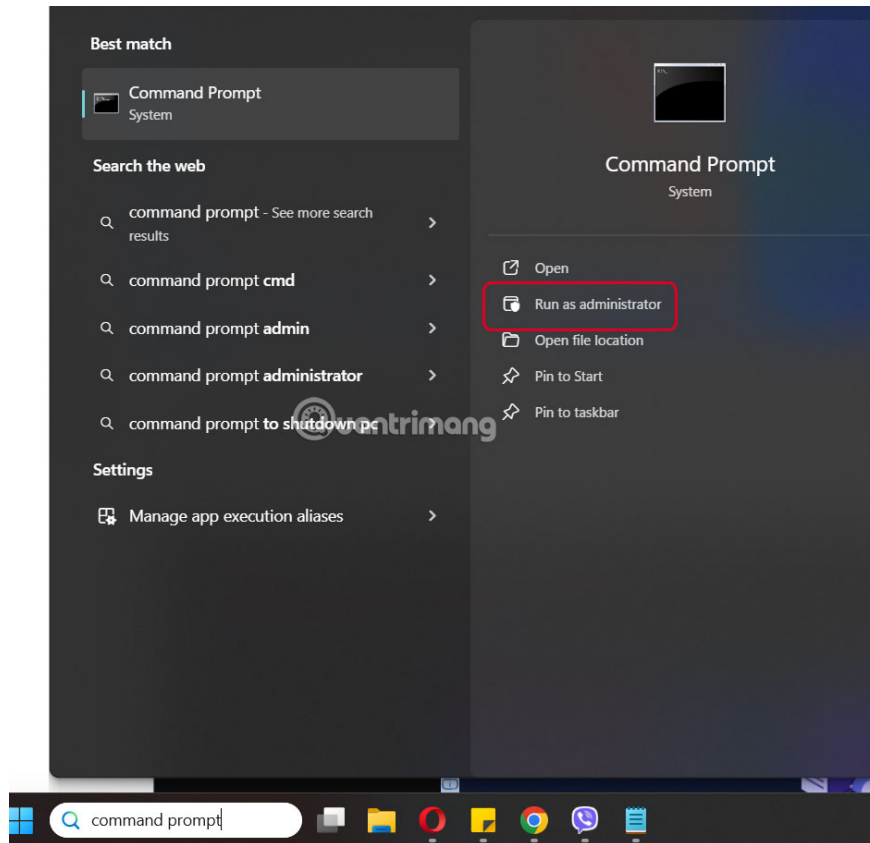 Best match
Command Prompt
System
Search the web
command prompt - See more search
results
command prompt cmd
command prompt admin
command prompt administrator
command prompt to shutdown pc
Settings
Manage app execution aliases
Command Prompt
System
Open
Run as administrator
Open file location
Pin to Start
Pin to taskbar
Quantrimang
command prompt